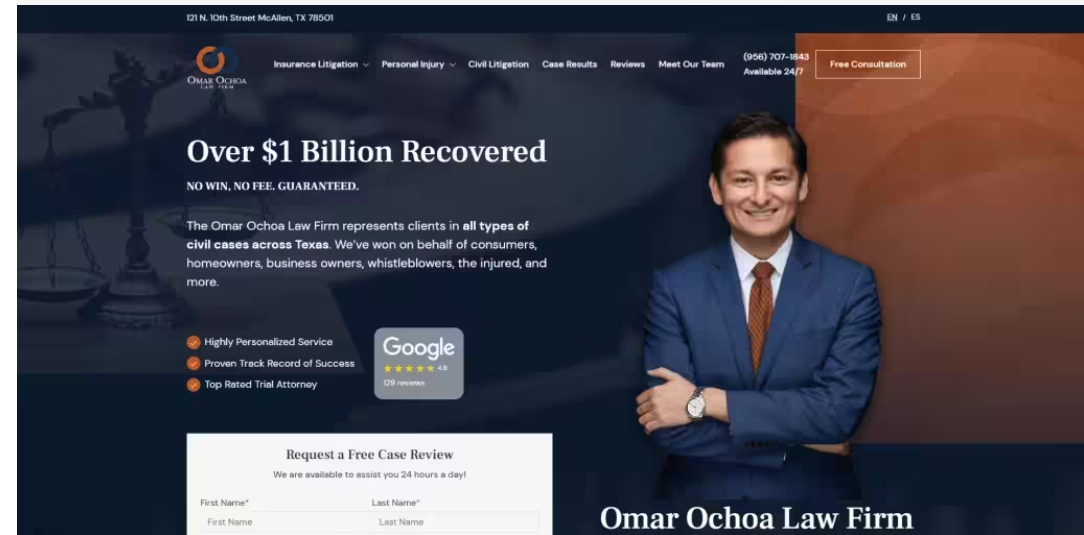 121 N. 10th Street McAllen, TX 78501
EN / ES
OMAR OCHOA
LAW FIRM
Insurance Litigation
Personal Injury
Civil Litigation
Case Results
Reviews
Meet Our Team
(956) 707-1843
Available 24/7
Free Consultation
Over $1 Billion Recovered
NO WIN, NO FEE, GUARANTEED.
The Omar Ochoa Law Firm represents clients in all types of
civil cases across Texas. We've won on behalf of consumers,
homeowners, business owners, whistleblowers, the injured, and
more.
Highly Personalized Service
Proven Track Record of Success
Top Rated Trial Attorney
Google
4.8
129 reviews
Request a Free Case Review
We are available to assist you 24 hours a day!
First Name*
Last Name*
First Name
Last Name
Omar Ochoa Law Firm